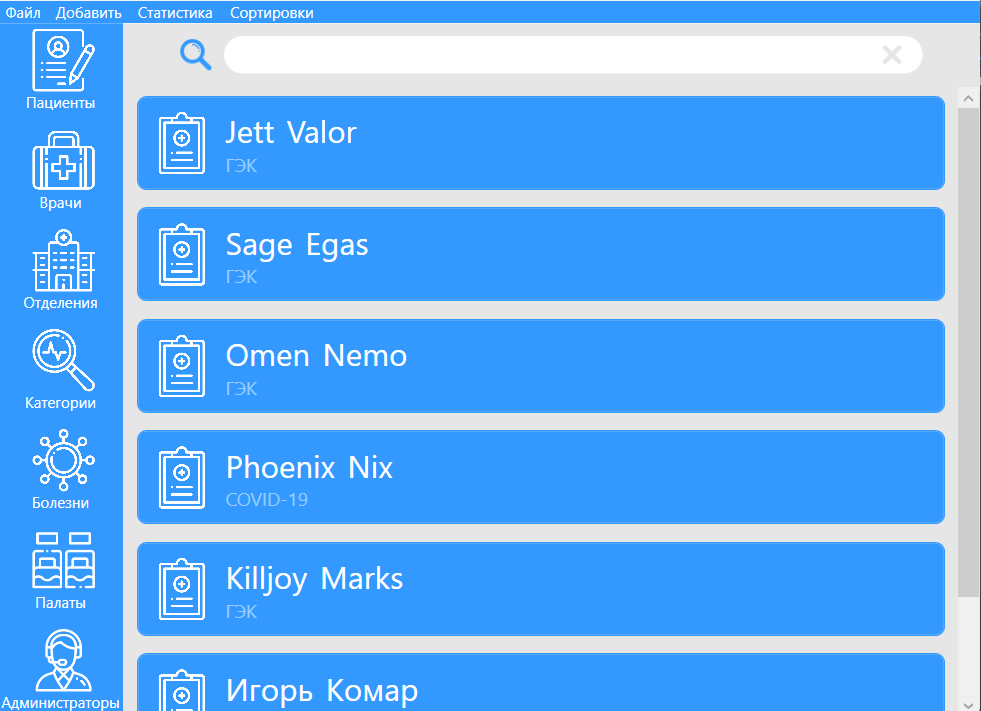 Файл Добавить Статистика Сортировки
Пациенты
Врачи
Отделения
Категории
Болезни
Палаты
Администраторы
Jett Valor
ГЭК
Sage Egas
ГЭК
Omen Nemo
ГЭК
Phoenix Nix
COVID-19
Killjoy Marks
ГЭК
Игорь Комар